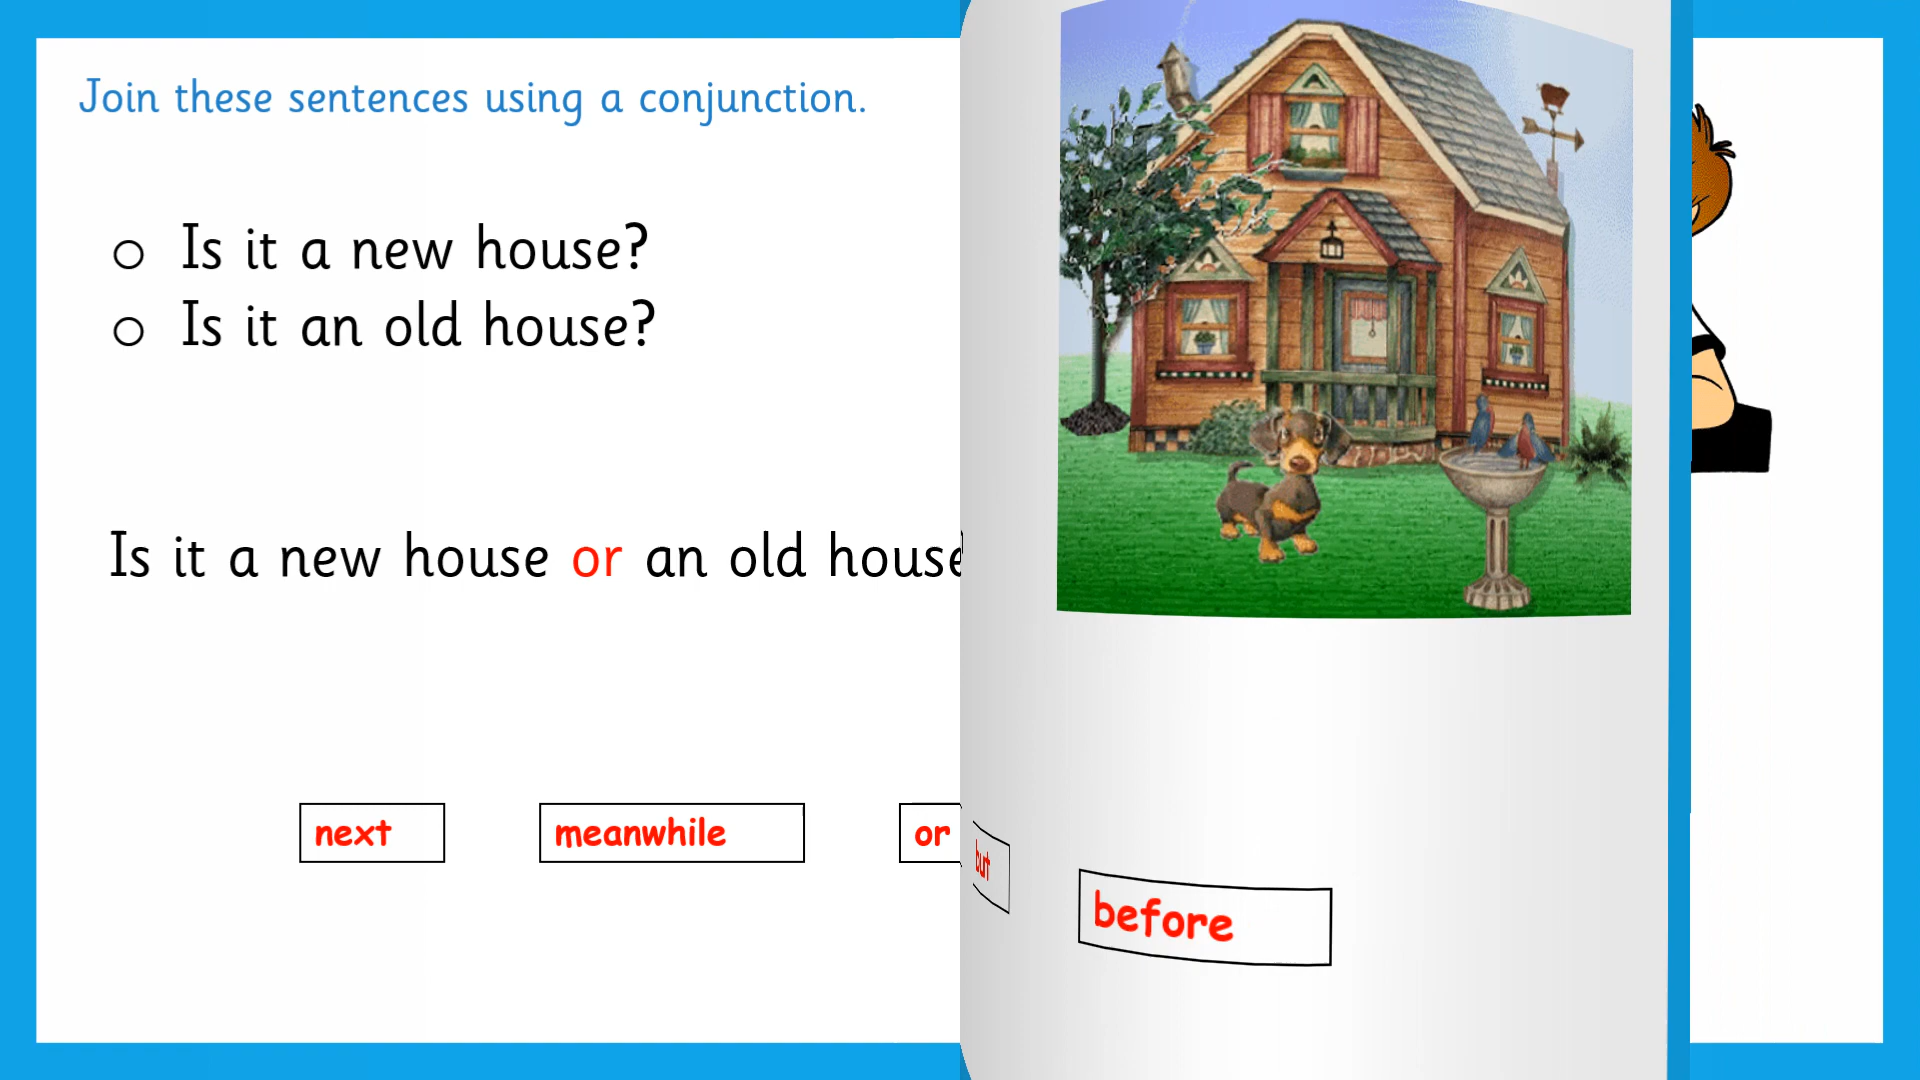 Join these sentences using a conjunction.
o Is it a new house?
o Is it an old house?
Is it a new house or an old house
next meanwhile or but before